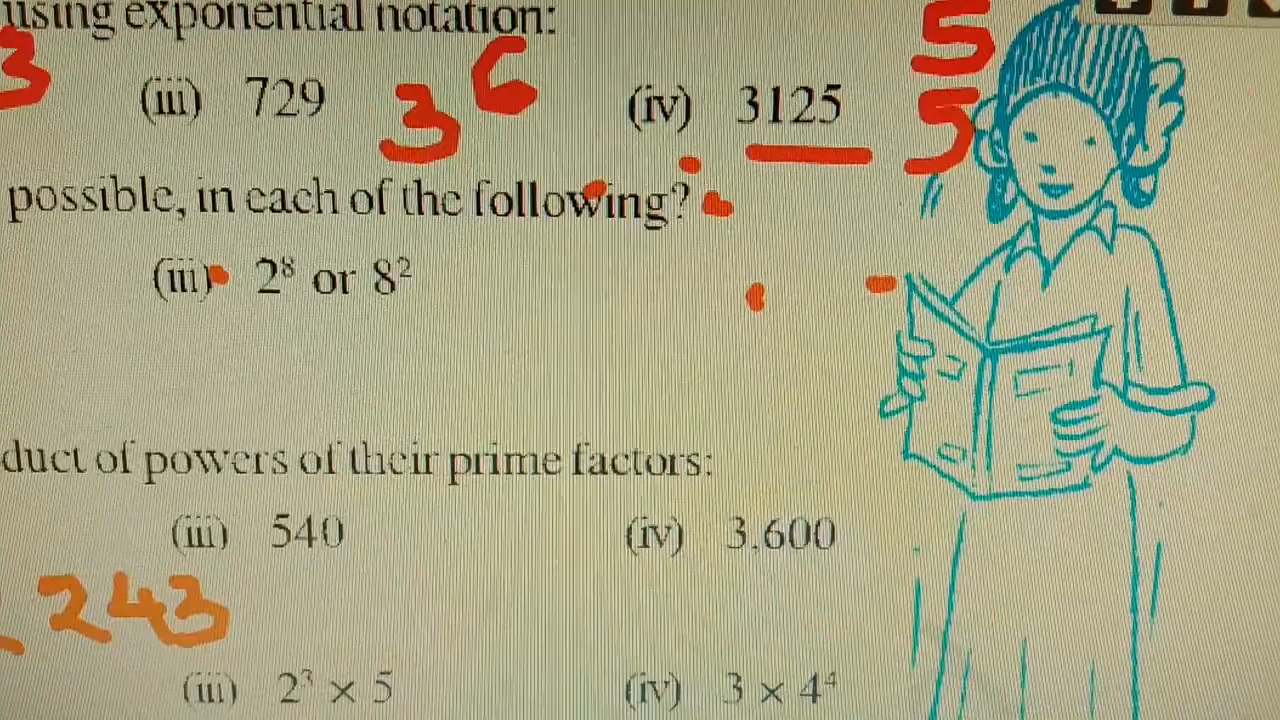 using exponential notation:
3 (iii) 729 3⁶ (iv) 3125 5
5
possible, in each of the following?
(iii) 2⁸ or 8²
duct of powers of their prime factors:
(iii) 540 (iv) 3,600
243
(iii) 2³ × 5 (iv) 3 × 4⁴